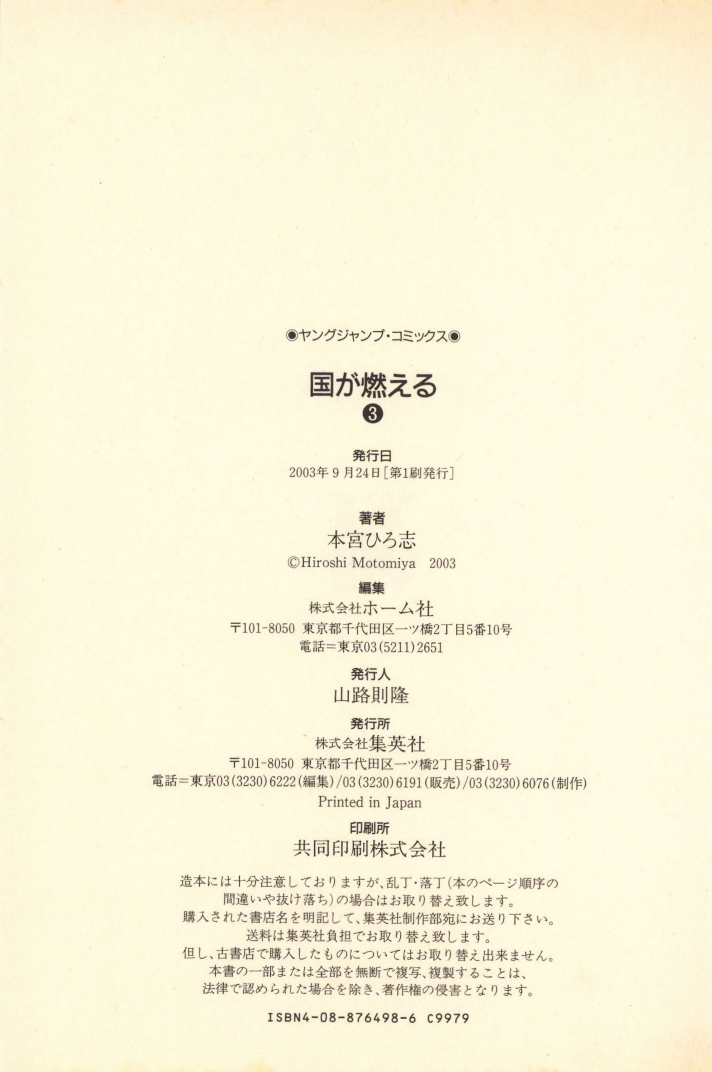 ◉ヤングジャンプ・コミックス◉
国が燃える
❸
発行日
2003年9月24日[第1刷発行]
著者
本宮ひろ志
©Hiroshi Motomiya 2003
編集
株式会社ホーム社
〒101-8050 東京都千代田区一ツ橋2丁目5番10号
電話＝東京03(5211)2651
発行人
山路則隆
発行所
株式会社集英社
〒101-8050 東京都千代田区一ツ橋2丁目5番10号
電話＝東京03(3230)6222(編集)/03(3230)6191(販売)/03(3230)6076(制作)
Printed in Japan
印刷所
共同印刷株式会社
造本には十分注意しておりますが、乱丁・落丁(本のページ順序の
間違いや抜け落ち)の場合はお取り替え致します。
購入された書店名を明記して、集英社制作部宛にお送り下さい。
送料は集英社負担でお取り替え致します。
但し、古書店で購入したものについてはお取り替え出来ません。
本書の一部または全部を無断で複写、複製することは、
法律で認められた場合を除き、著作権の侵害となります。
ISBN4-08-876498-6 C9979